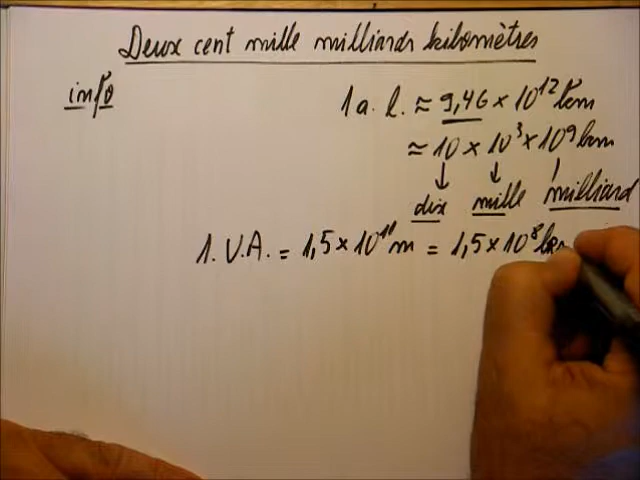 Deux cent mille milliards kilomètres
info
1 a. l. ≈ 9,46 × 10¹² km
≈ 10 × 10³ × 10⁹ km
↓ ↓
dix mille milliard
1. U.A. = 1,5 × 10¹¹ m = 1,5 × 10⁸ km